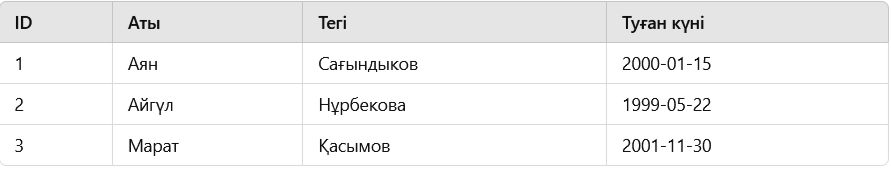 ID Аты Тегі Туған күні
1 Аян Сағындыков 2000-01-15
2 Айгүл Нұрбекова 1999-05-22
3 Марат Қасымов 2001-11-30